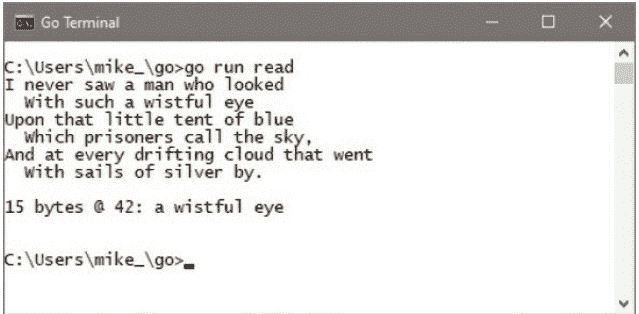 Go Terminal
C:\Users\mike_\go>go run read
I never saw a man who looked
  With such a wistful eye
Upon that little tent of blue
  Which prisoners call the sky,
And at every drifting cloud that went
  With sails of silver by.
15 bytes @ 42: a wistful eye
C:\Users\mike_\go>